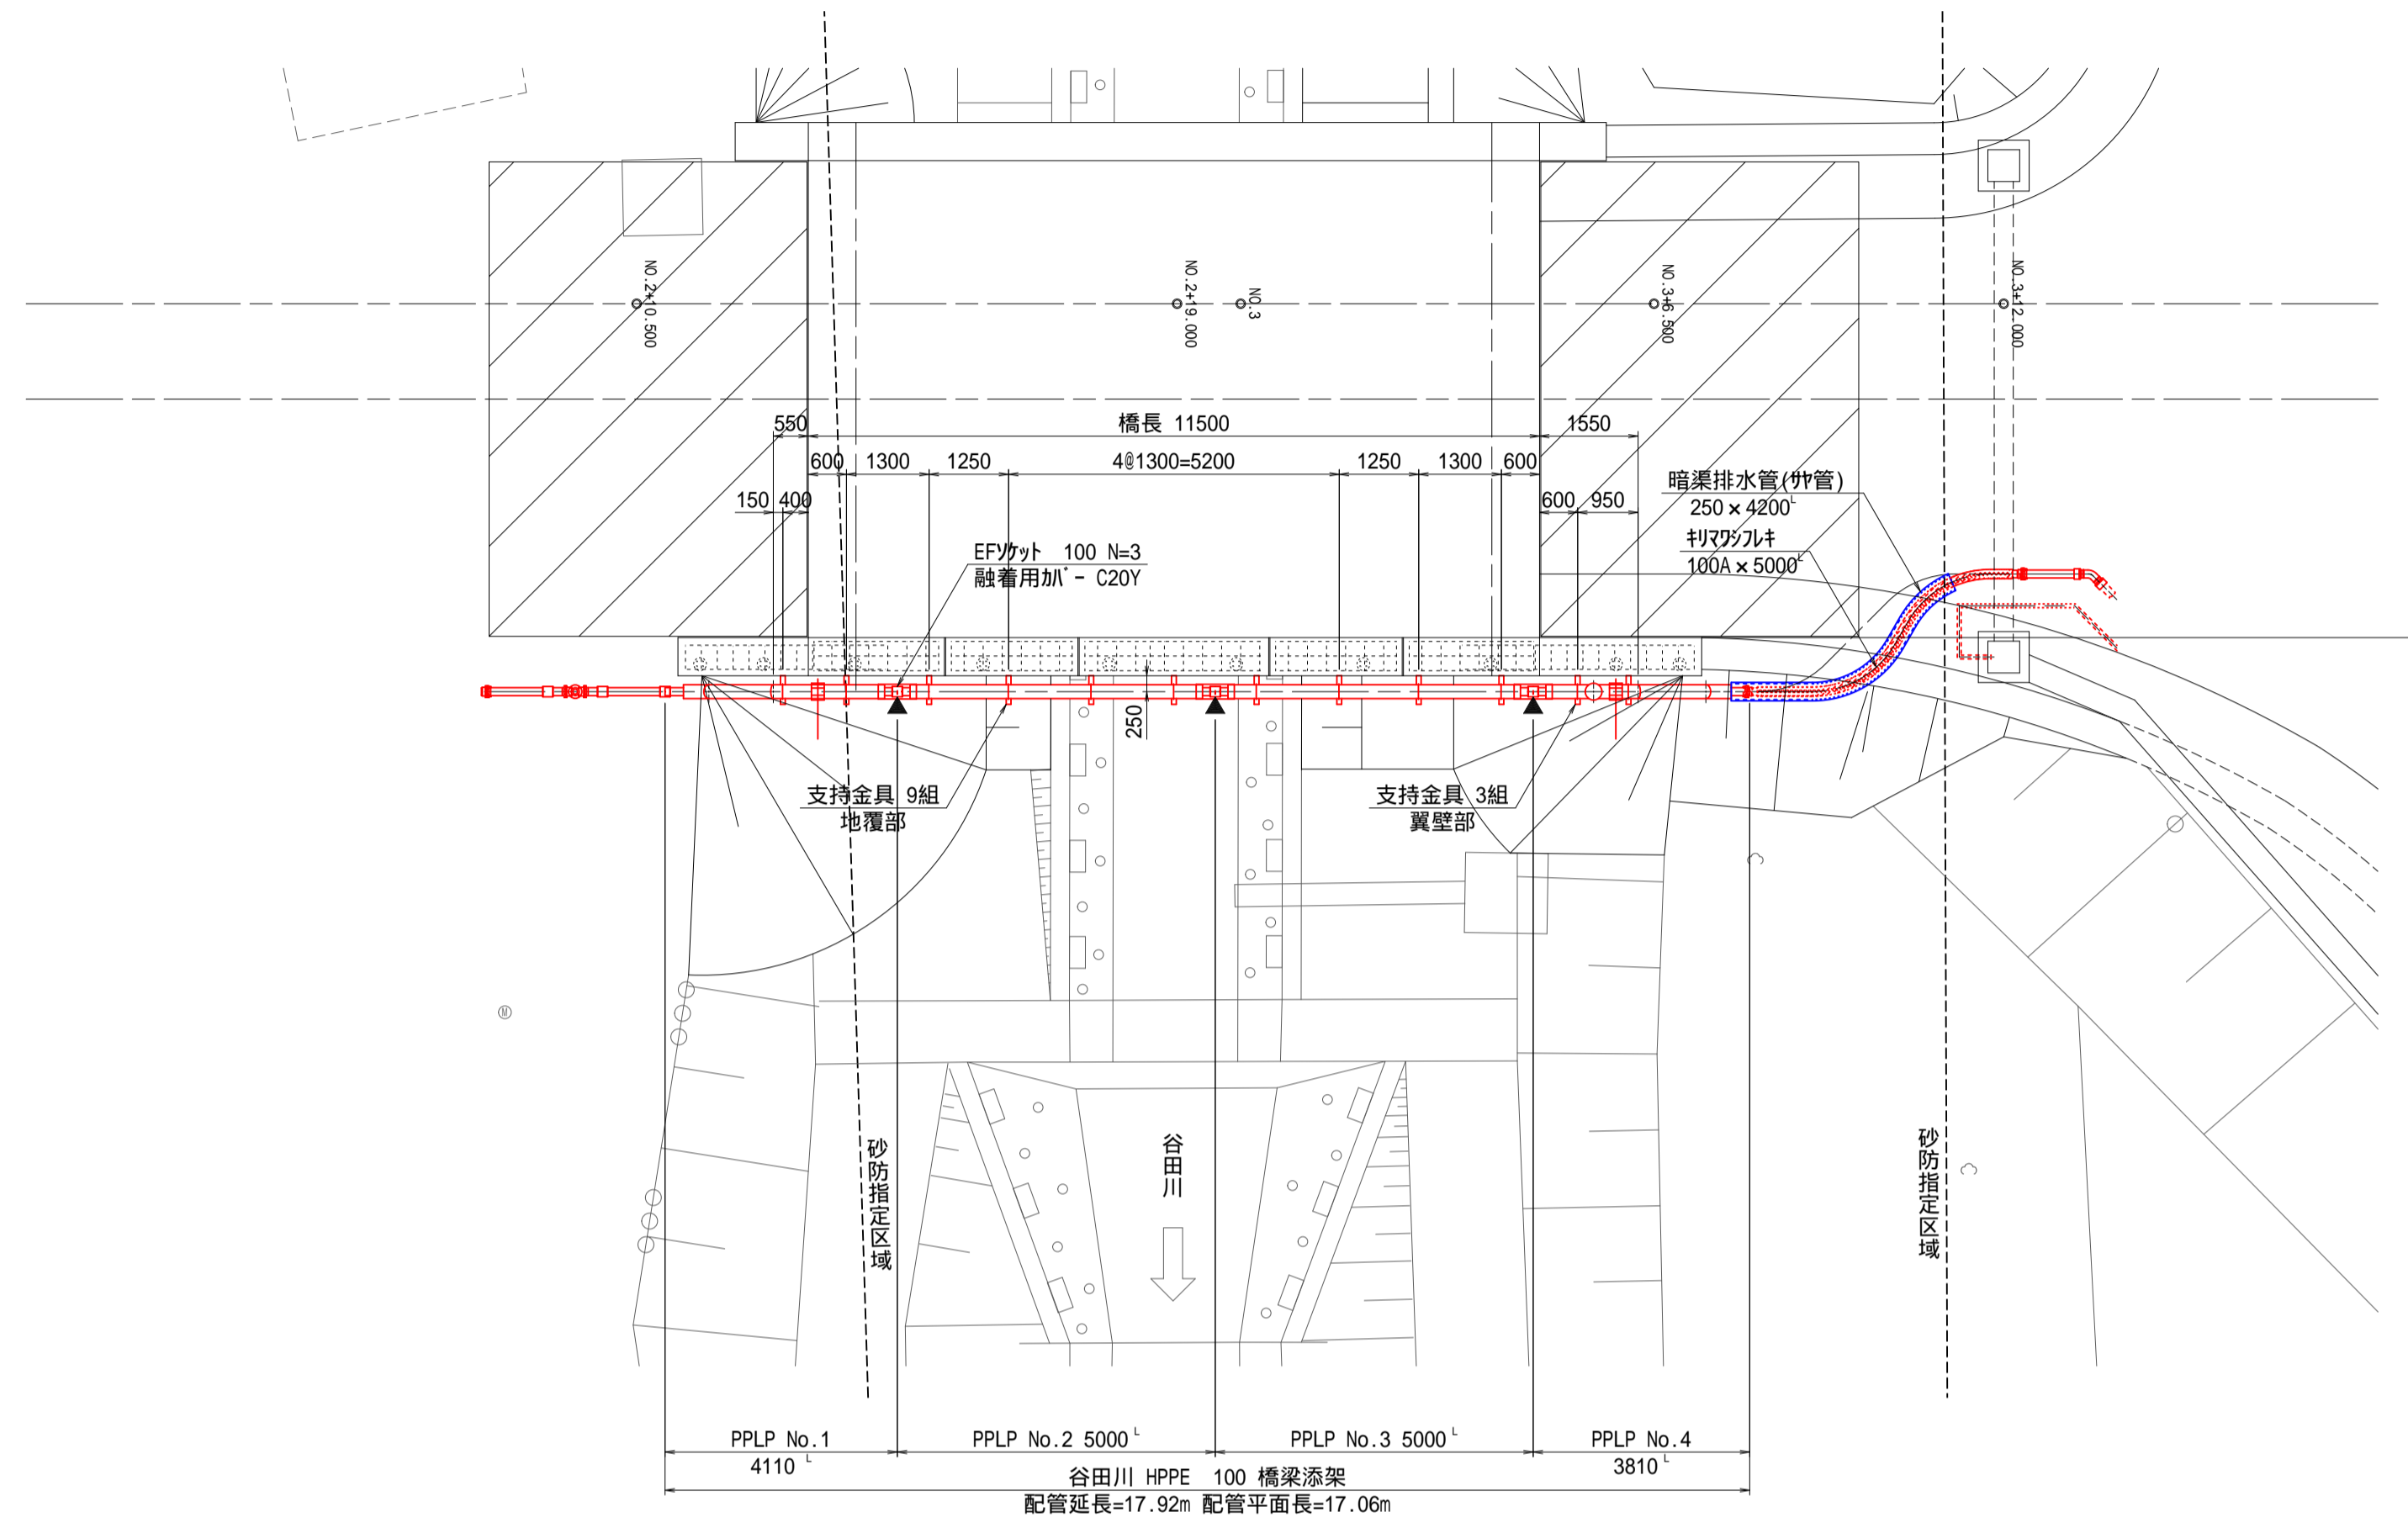 NO.2+10.500
NO.2+19.000
NO.3
NO.3+6.500
NO.3+12.000
550
橋長 11500
1550
600
1300
1250
4@1300=5200
1250
1300
600
150
400
600
950
暗渠排水管(ｻﾔ管)
250×4200L
ｷﾘﾏﾜｼﾌﾚｷ
100A×5000L
EFｿｹｯﾄ 100 N=3
融着用ｶﾊﾞｰ C20Y
250
支持金具 9組
地覆部
支持金具 3組
翼壁部
M
砂防指定区域
谷田川
砂防指定区域
PPLP No.1
4110L
PPLP No.2 5000L
PPLP No.3 5000L
PPLP No.4
3810L
谷田川 HPPE 100 橋梁添架
配管延長=17.92m 配管平面長=17.06m